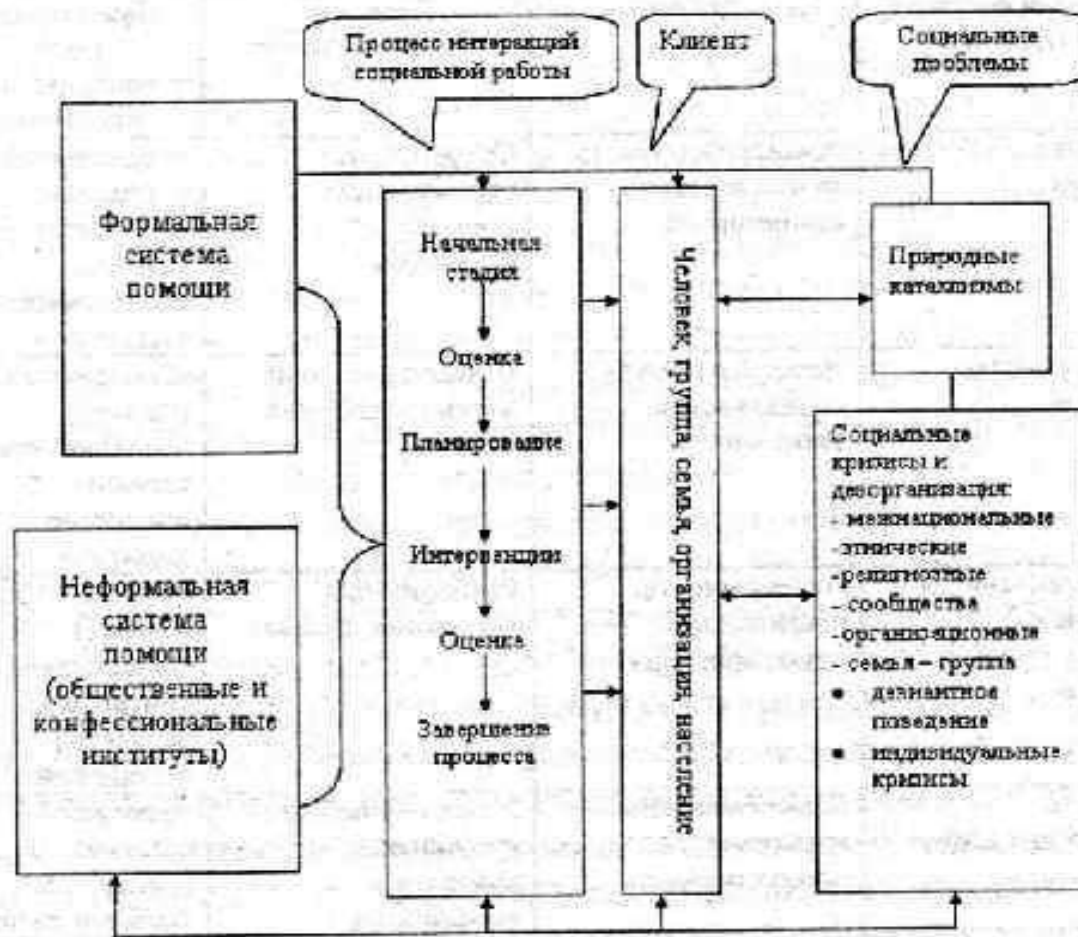 Процесс интеракций
социальной работы
Клиент
Социальные
проблемы
Формальная
система
помощи
Неформальная
система
помощи
(общественные и
конфессиональные
институты)
Начальная
стадия
Оценка
Планирование
Интервенции
Оценка
Завершение
процесса
Человек, группа, семья, организация, население
Природные
катаклизмы
Социальные
кризисы и
дезорганизация:
- межнациональные
- этнические
- религиозные
- сообщества
- организационные
- семья – группа
• девиантное
поведение
• индивидуальные
кризисы